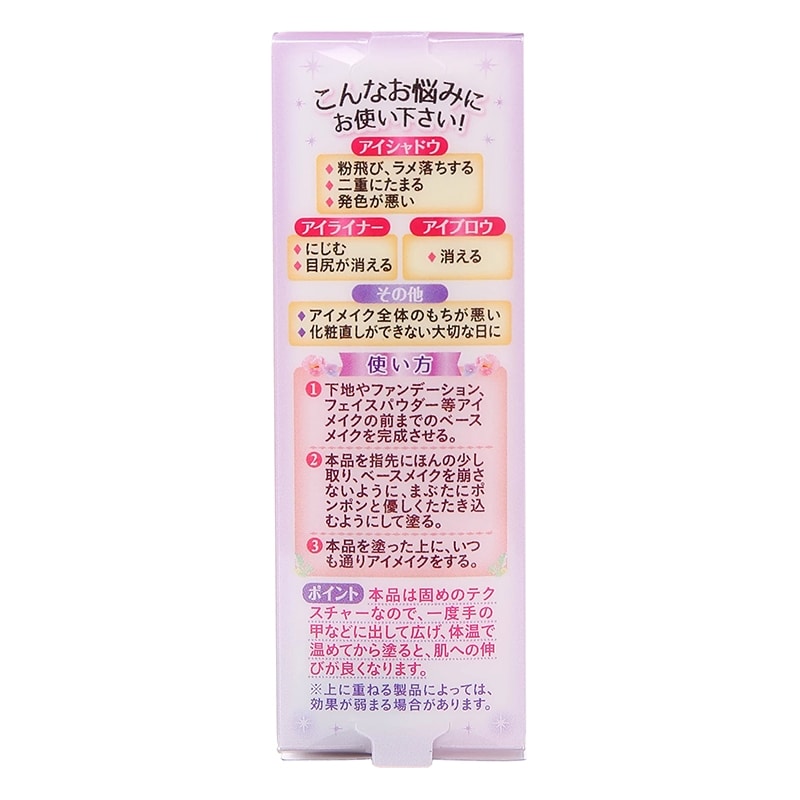 こんなお悩みに
お使い下さい!
アイシャドウ
♦粉飛び、ラメ落ちする
♦二重にたまる
♦発色が悪い
アイライナー
♦にじむ
♦目尻が消える
アイブロウ
♦消える
その他
♦アイメイク全体のもちが悪い
♦化粧直しができない大切な日に
使い方
1 下地やファンデーション、
フェイスパウダー等アイ
メイクの前までのベース
メイクを完成させる。
2 本品を指先にほんの少し
取り、ベースメイクを崩さ
ないように、まぶたにポ
ンポンと優しくたたき込
むようにして塗る。
3 本品を塗った上に、いつ
も通りアイメイクをする。
ポイント 本品は固めのテク
スチャーなので、一度手の
甲などに出して広げ、体温で
温めてから塗ると、肌への伸
びが良くなります。
※上に重ねる製品によっては、
効果が弱まる場合があります。